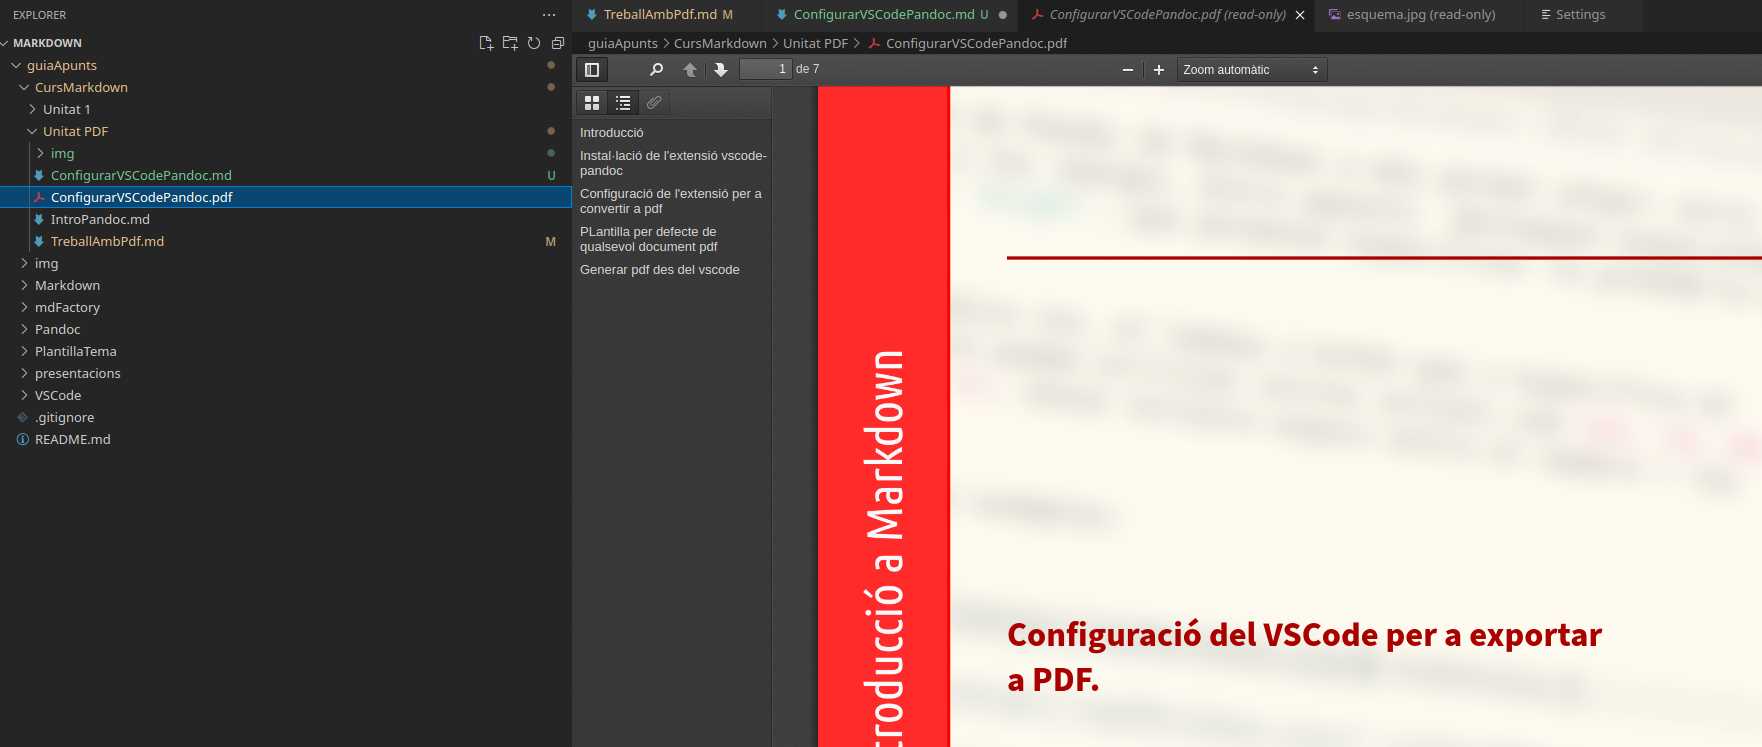 EXPLORER
MARKDOWN
guiaApunts
CursMarkdown
Unitat 1
Unitat PDF
img
ConfigurarVSCodePandoc.md U
ConfigurarVSCodePandoc.pdf
IntroPandoc.md
TreballAmbPdf.md M
img
Markdown
mdFactory
Pandoc
PlantillaTema
presentacions
VSCode
.gitignore
README.md
TreballAmbPdf.md M
ConfigurarVSCodePandoc.md U
ConfigurarVSCodePandoc.pdf (read-only)
esquema.jpg (read-only)
Settings
guiaApunts > CursMarkdown > Unitat PDF > ConfigurarVSCodePandoc.pdf
1 de 7
Zoom automàtic
Introducció
Instal·lació de l'extensió vscode-
pandoc
Configuració de l'extensió per a
convertir a pdf
PLantilla per defecte de
qualsevol document pdf
Generar pdf des del vscode
troducció a Markdown
Configuració del VSCode per a exportar
a PDF.